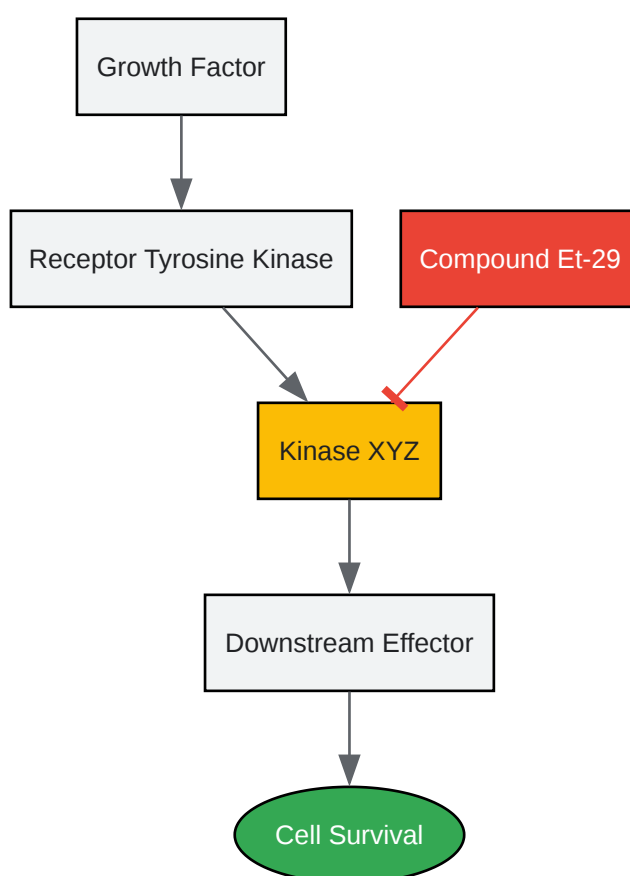 Growth Factor
Receptor Tyrosine Kinase
Compound Et-29
Kinase XYZ
Downstream Effector
Cell Survival